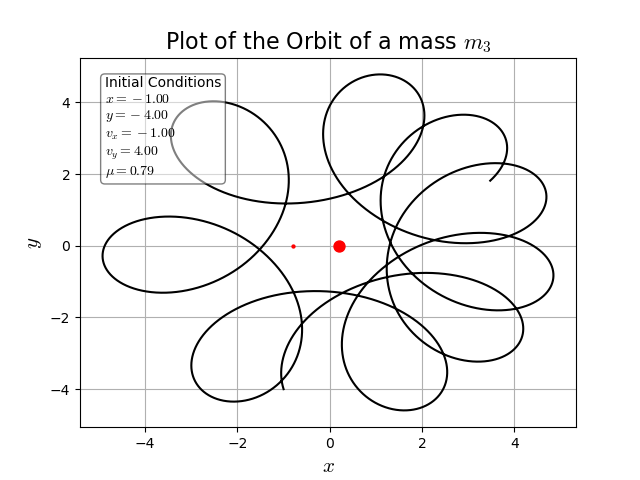 Plot of the Orbit of a mass m₃
Initial Conditions
x = −1.00
y = −4.00
vₓ = −1.00
v_y = 4.00
μ = 0.79
4
2
0
−2
−4
y
−4
−2
0
2
4
x